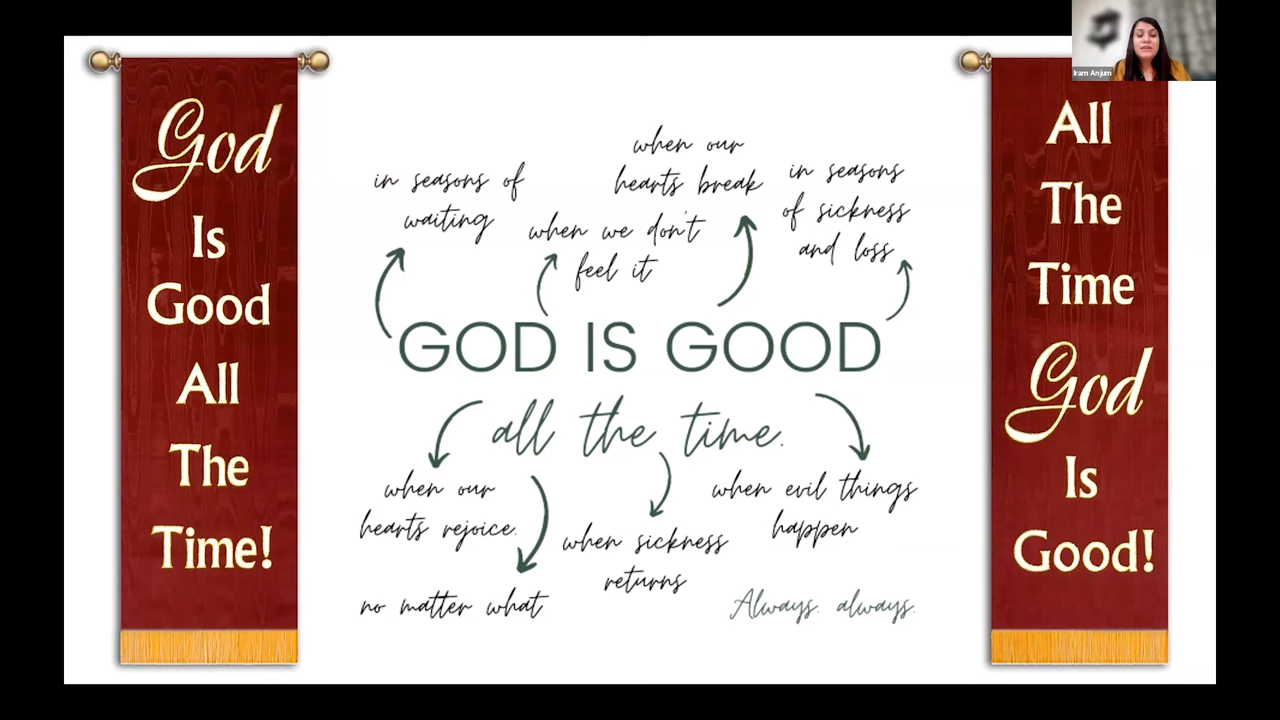 God
Is
Good
All
The
Time!
in seasons of
waiting
when we don't
feel it
when our
hearts break
in seasons
of sickness
and loss
GOD IS GOOD
all the time.
when our
hearts rejoice.
no matter what
when sickness
returns
when evil things
happen
Always. always.
All
The
Time
God
Is
Good!
Iram Anjum